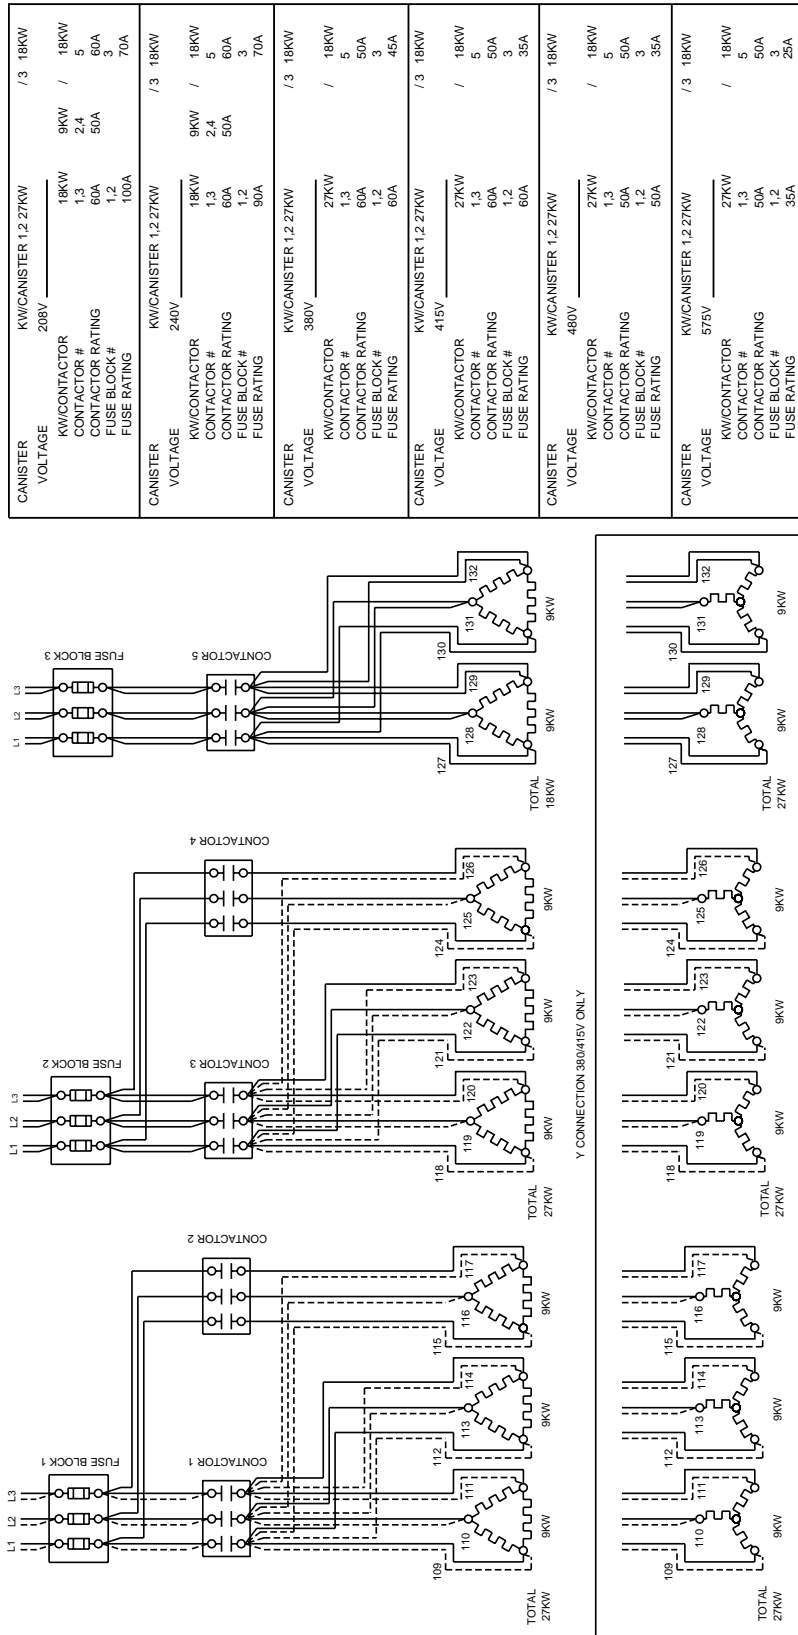 CANISTER KW/CANISTER 1,2 27KW / 3 18KW
VOLTAGE 208V
KW/CONTACTOR 18KW 9KW / 18KW
CONTACTOR # 1,3 2,4 5
CONTACTOR RATING 60A 50A 60A
FUSE BLOCK # 1,2 3
FUSE RATING 100A 70A
CANISTER KW/CANISTER 1,2 27KW / 3 18KW
VOLTAGE 240V
KW/CONTACTOR 18KW 9KW / 18KW
CONTACTOR # 1,3 2,4 5
CONTACTOR RATING 60A 50A 60A
FUSE BLOCK # 1,2 3
FUSE RATING 90A 70A
CANISTER KW/CANISTER 1,2 27KW / 3 18KW
VOLTAGE 380V
KW/CONTACTOR 27KW / 18KW
CONTACTOR # 1,3 5
CONTACTOR RATING 60A 50A
FUSE BLOCK # 1,2 3
FUSE RATING 60A 45A
CANISTER KW/CANISTER 1,2 27KW / 3 18KW
VOLTAGE 415V
KW/CONTACTOR 27KW / 18KW
CONTACTOR # 1,3 5
CONTACTOR RATING 60A 50A
FUSE BLOCK # 1,2 3
FUSE RATING 60A 35A
CANISTER KW/CANISTER 1,2 27KW / 3 18KW
VOLTAGE 480V
KW/CONTACTOR 27KW / 18KW
CONTACTOR # 1,3 5
CONTACTOR RATING 50A 50A
FUSE BLOCK # 1,2 3
FUSE RATING 50A 35A
CANISTER KW/CANISTER 1,2 27KW / 3 18KW
VOLTAGE 575V
KW/CONTACTOR 27KW / 18KW
CONTACTOR # 1,3 5
CONTACTOR RATING 50A 50A
FUSE BLOCK # 1,2 3
FUSE RATING 35A 25A
L1 L2 L3
FUSE BLOCK 1
CONTACTOR 1
CONTACTOR 2
109 110 111 112 113 114 115 116 117
9KW 9KW 9KW
TOTAL
27KW
L1 L2 L3
FUSE BLOCK 2
CONTACTOR 3
CONTACTOR 4
118 119 120 121 122 123 124 125 126
9KW 9KW 9KW
TOTAL
27KW
L1 L2 L3
FUSE BLOCK 3
CONTACTOR 5
127 128 129 130 131 132
9KW 9KW
TOTAL
18KW
Y CONNECTION 380/415V ONLY
109 110 111 112 113 114 115 116 117
9KW 9KW 9KW
TOTAL
27KW
118 119 120 121 122 123 124 125 126
9KW 9KW 9KW
TOTAL
27KW
127 128 129 130 131 132
9KW 9KW
TOTAL
27KW